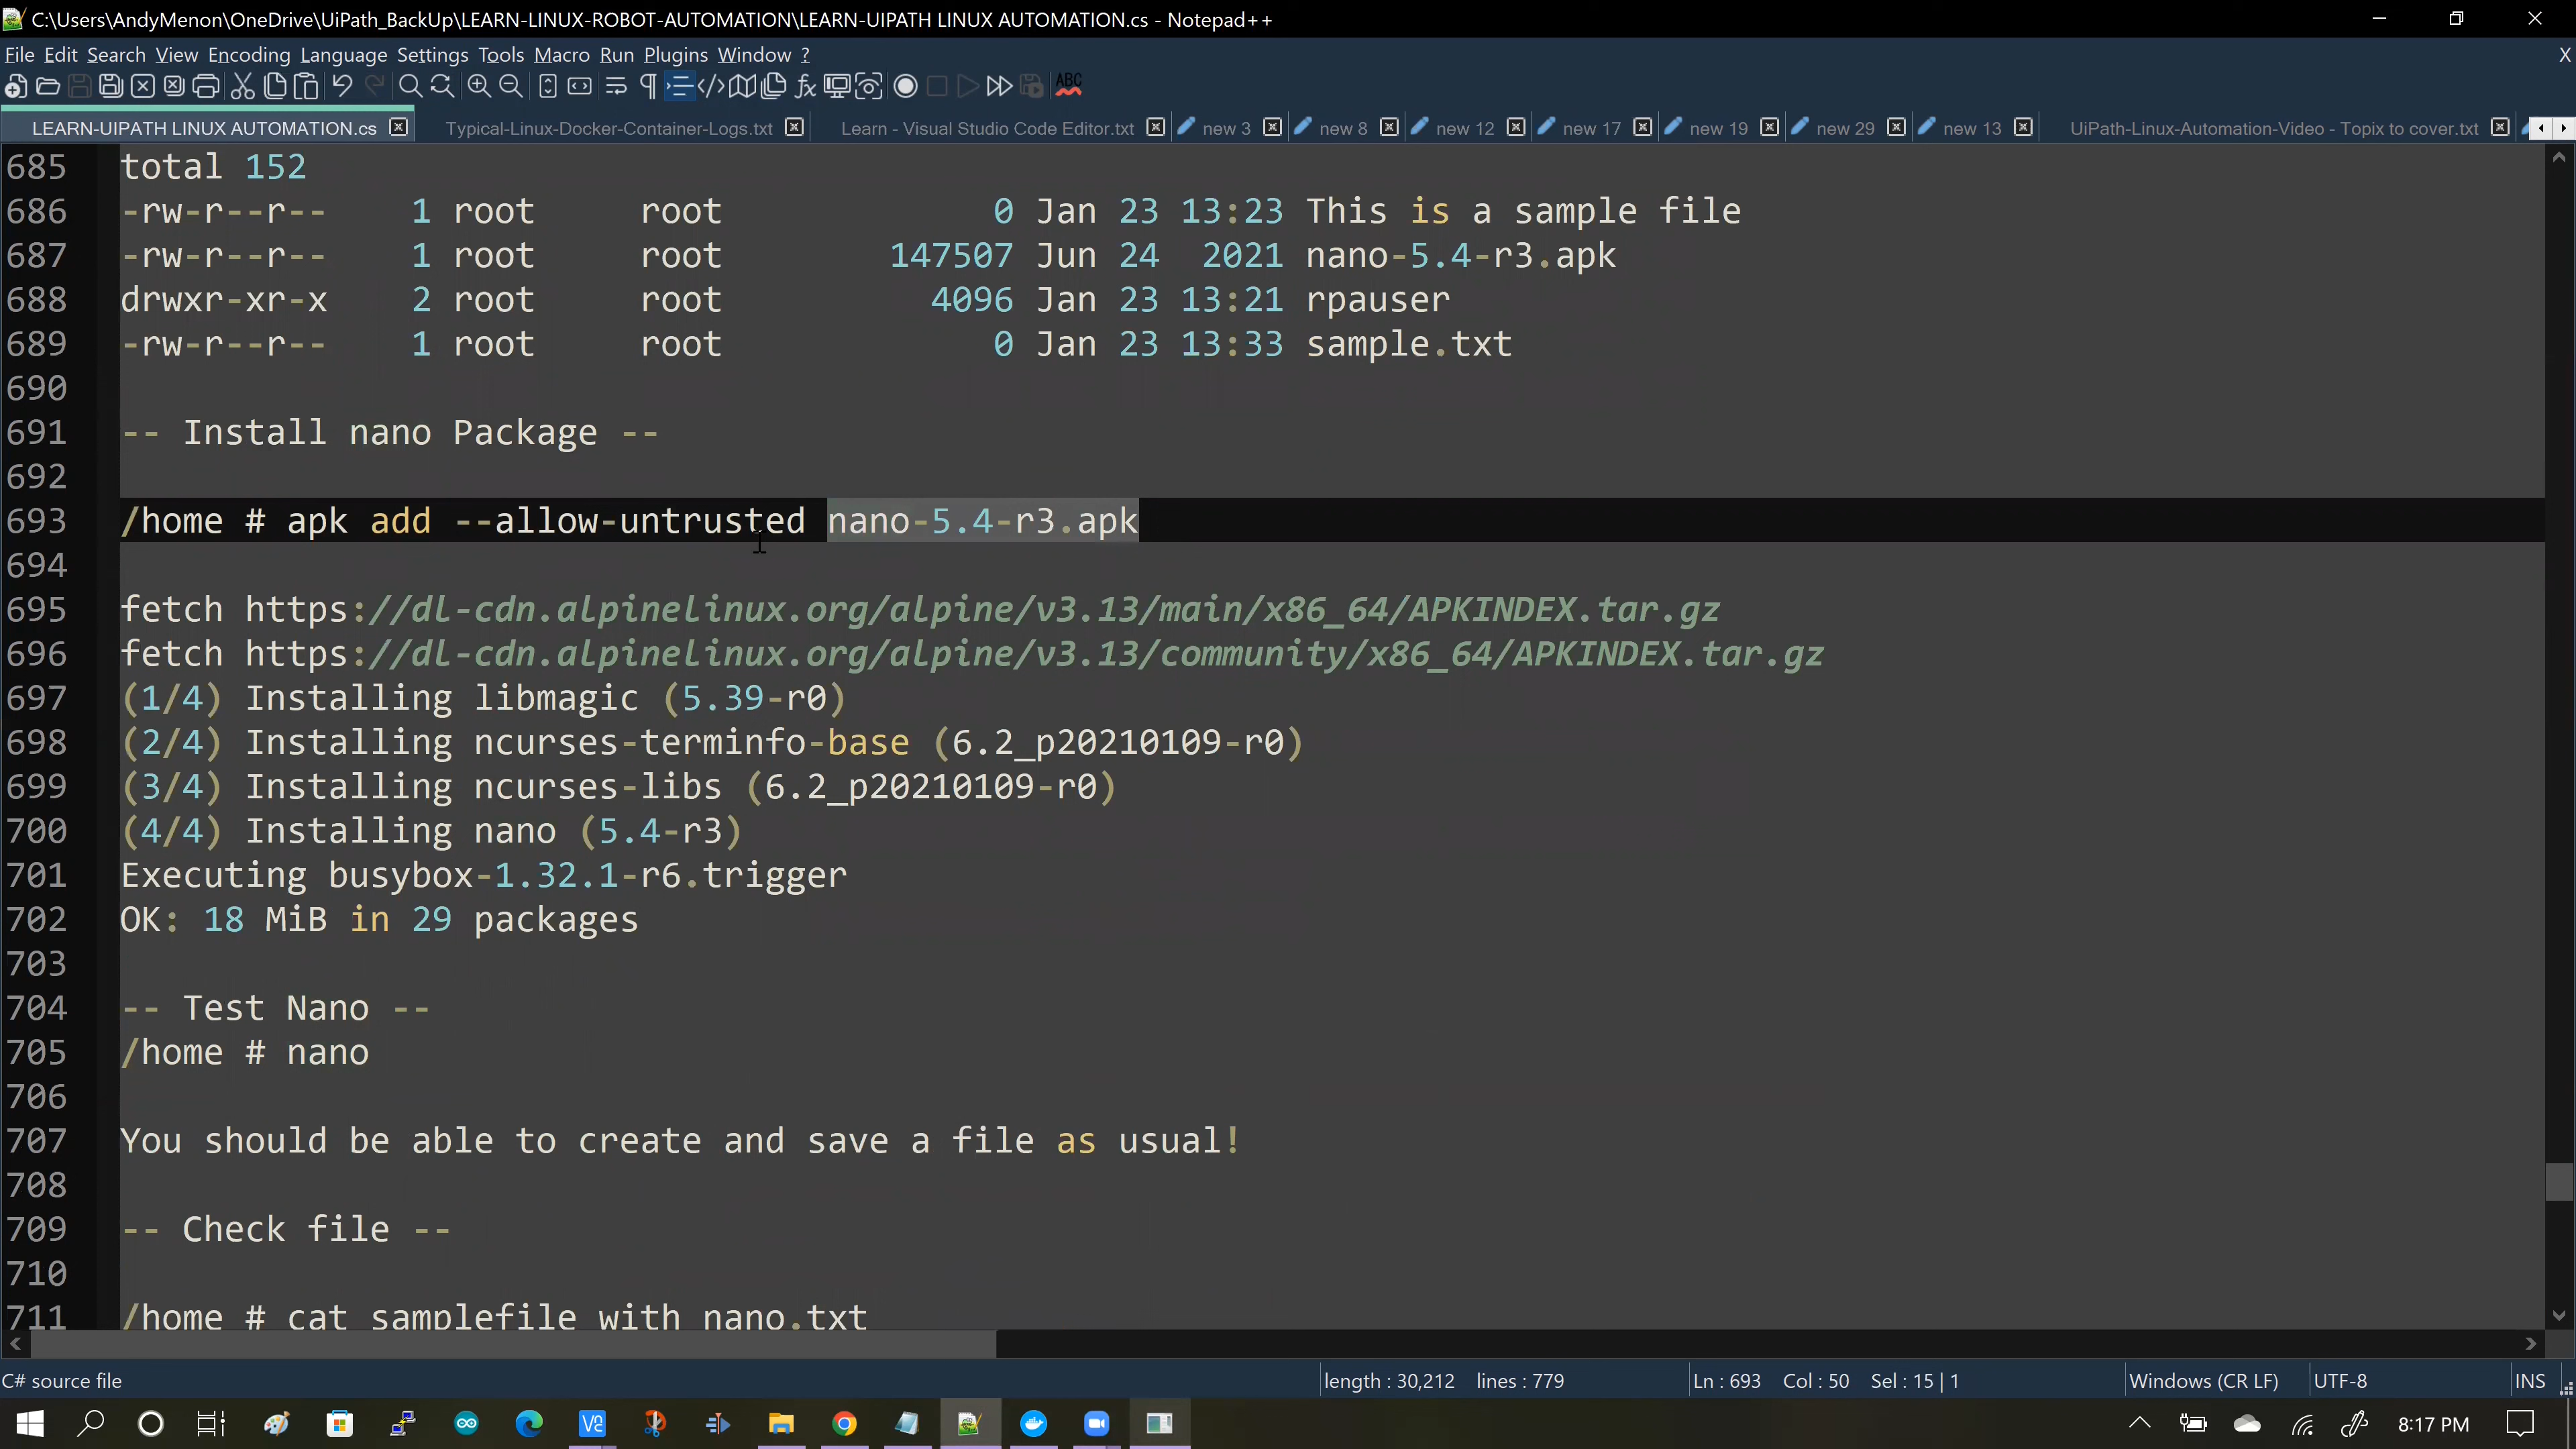 C:\Users\AndyMenon\OneDrive\UiPath_BackUp\LEARN-LINUX-ROBOT-AUTOMATION\LEARN-UIPATH LINUX AUTOMATION.cs - Notepad++
File Edit Search View Encoding Language Settings Tools Macro Run Plugins Window ? X
ABC
LEARN-UIPATH LINUX AUTOMATION.cs Typical-Linux-Docker-Container-Logs.txt Learn - Visual Studio Code Editor.txt new 3 new 8 new 12 new 17 new 19 new 29 new 13 UiPath-Linux-Automation-Video - Topix to cover.txt
685 total 152
686 -rw-r--r-- 1 root root 0 Jan 23 13:23 This is a sample file
687 -rw-r--r-- 1 root root 147507 Jun 24 2021 nano-5.4-r3.apk
688 drwxr-xr-x 2 root root 4096 Jan 23 13:21 rpauser
689 -rw-r--r-- 1 root root 0 Jan 23 13:33 sample.txt
690
691 -- Install nano Package --
692
693 /home # apk add --allow-untrusted nano-5.4-r3.apk
694
695 fetch https://dl-cdn.alpinelinux.org/alpine/v3.13/main/x86_64/APKINDEX.tar.gz
696 fetch https://dl-cdn.alpinelinux.org/alpine/v3.13/community/x86_64/APKINDEX.tar.gz
697 (1/4) Installing libmagic (5.39-r0)
698 (2/4) Installing ncurses-terminfo-base (6.2_p20210109-r0)
699 (3/4) Installing ncurses-libs (6.2_p20210109-r0)
700 (4/4) Installing nano (5.4-r3)
701 Executing busybox-1.32.1-r6.trigger
702 OK: 18 MiB in 29 packages
703
704 -- Test Nano --
705 /home # nano
706
707 You should be able to create and save a file as usual!
708
709 -- Check file --
710
711 /home # cat samplefile_with_nano.txt
C# source file length : 30,212 lines : 779 Ln : 693 Col : 50 Sel : 15 | 1 Windows (CR LF) UTF-8 INS
8:17 PM